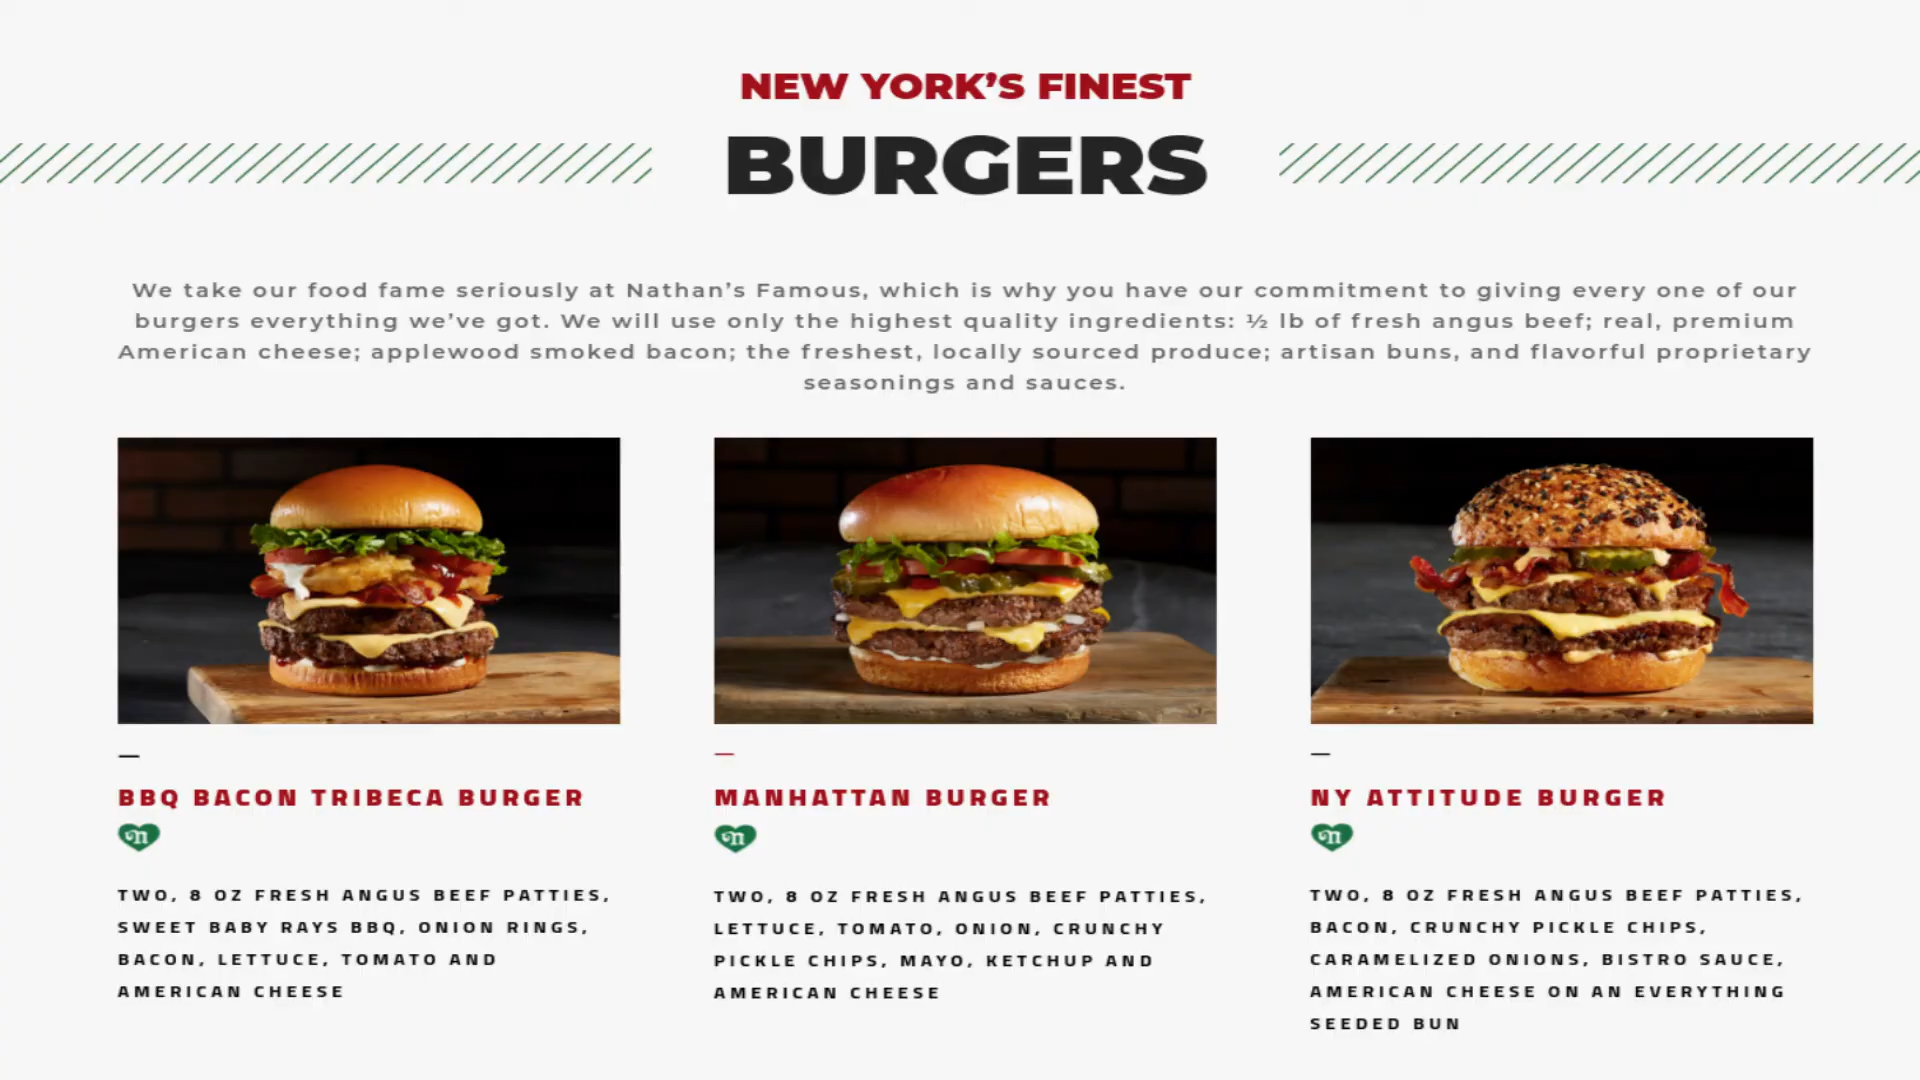 NEW YORK’S FINEST
BURGERS
We take our food fame seriously at Nathan’s Famous, which is why you have our commitment to giving every one of our
burgers everything we’ve got. We will use only the highest quality ingredients: ½ lb of fresh angus beef; real, premium
American cheese; applewood smoked bacon; the freshest, locally sourced produce; artisan buns, and flavorful proprietary
seasonings and sauces.
BBQ BACON TRIBECA BURGER
n
TWO, 8 OZ FRESH ANGUS BEEF PATTIES,
SWEET BABY RAYS BBQ, ONION RINGS,
BACON, LETTUCE, TOMATO AND
AMERICAN CHEESE
MANHATTAN BURGER
n
TWO, 8 OZ FRESH ANGUS BEEF PATTIES,
LETTUCE, TOMATO, ONION, CRUNCHY
PICKLE CHIPS, MAYO, KETCHUP AND
AMERICAN CHEESE
NY ATTITUDE BURGER
n
TWO, 8 OZ FRESH ANGUS BEEF PATTIES,
BACON, CRUNCHY PICKLE CHIPS,
CARAMELIZED ONIONS, BISTRO SAUCE,
AMERICAN CHEESE ON AN EVERYTHING
SEEDED BUN